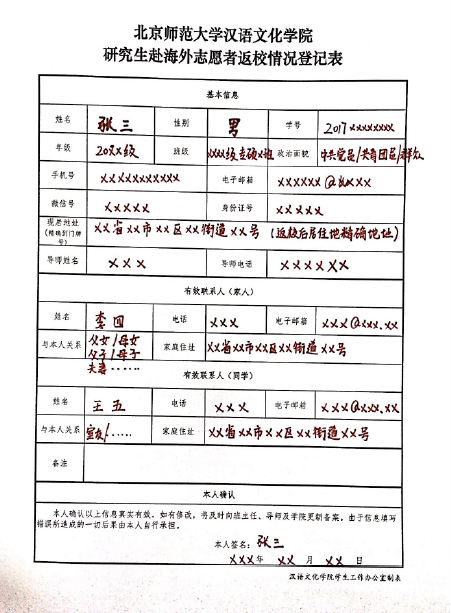 北京师范大学汉语文化学院
研究生赴海外志愿者返校情况登记表
基本信息
姓名 张三 性别 男 学号 2017xxxxxxxx
年级 20xx级 班级 xxxx级专硕x班 政治面貌 中共党员/共青团员/群众
手机号 xxxxxxxxxxx 电子邮箱 xxxxxx@xx.xx
微信号 xxxxx 身份证号 xxxxx
现居地址(精确到门牌号) xx省xx市xx区xx街道xx号(返校后居住地精确地址)
导师姓名 xxx 导师电话 xxxxxx
有效联系人(家人)
姓名 李四 电话 xxx 电子邮箱 xxx@xxx.xx
与本人关系 父女/母女 家庭住址 xx省xx市xx区xx街道xx号
父子/母子
夫妻······
有效联系人(同学)
姓名 王五 电话 xxx 电子邮箱 xxx@xxx.xx
与本人关系 室友/······ 家庭住址 xx省xx市xx区xx街道xx号
备注
本人确认
本人确认以上信息真实有效。如有修改,将及时向班主任、导师及学院更新备案。由于信息填写
错误所造成的一切后果由本人自行承担。
本人签名:张三
xxx年 xx 月 xx 日
汉语文化学院学生工作办公室制表